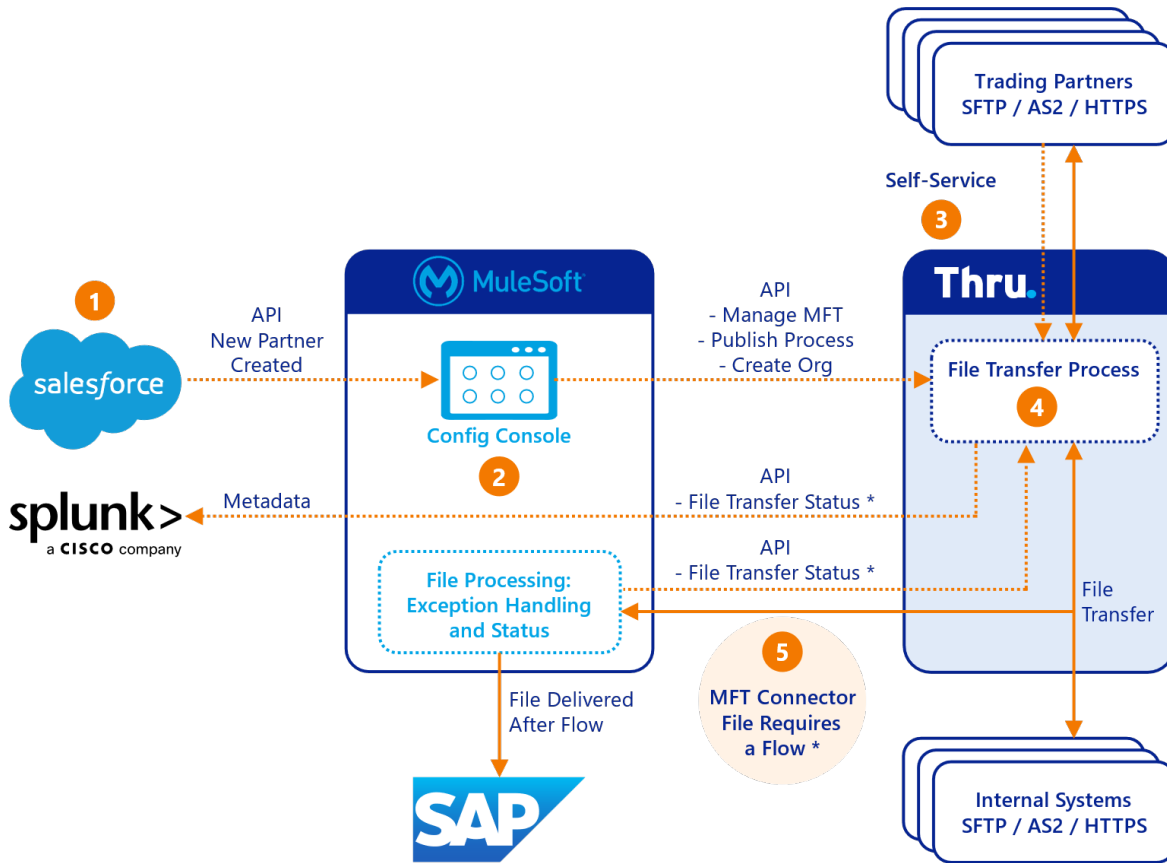 Trading Partners
SFTP / AS2 / HTTPS
Self-Service
3
1
salesforce
API
New Partner
Created
MuleSoft
Config Console
2
API
- Manage MFT
- Publish Process
- Create Org
Thru.
File Transfer Process
4
splunk>
a CISCO company
Metadata
API
- File Transfer Status *
API
- File Transfer Status *
File Processing:
Exception Handling
and Status
File
Transfer
5
MFT Connector
File Requires
a Flow *
File Delivered
After Flow
SAP
Internal Systems
SFTP / AS2 / HTTPS